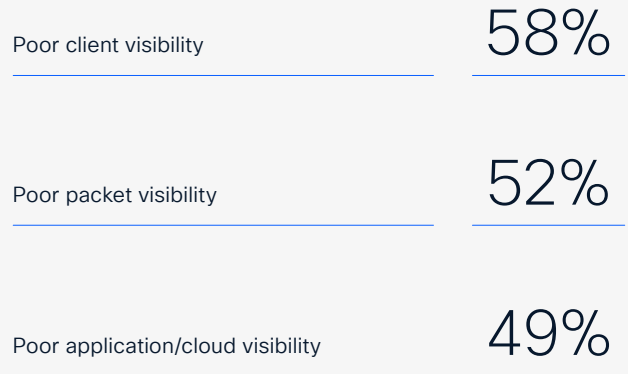 Poor client visibility 58%
Poor packet visibility 52%
Poor application/cloud visibility 49%